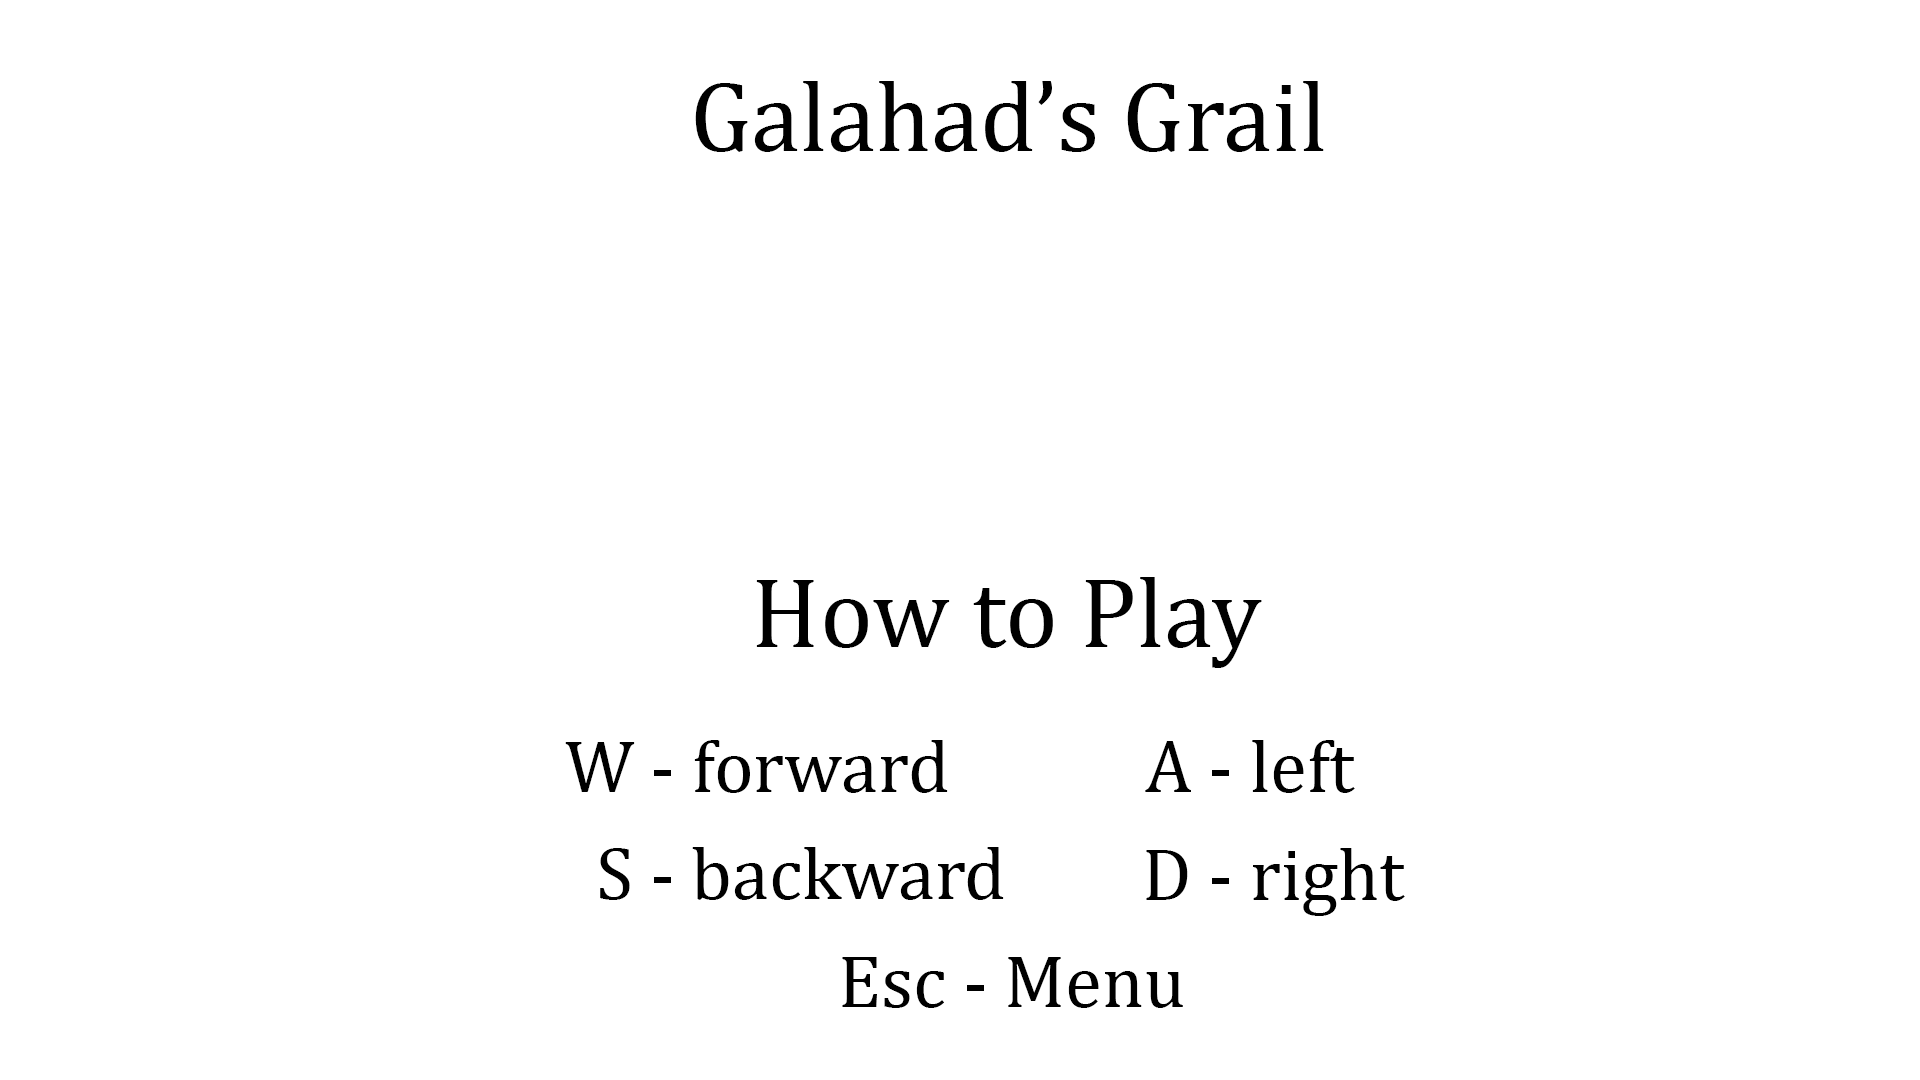 Galahad’s Grail
How to Play
W - forward A - left
S - backward D - right
Esc - Menu